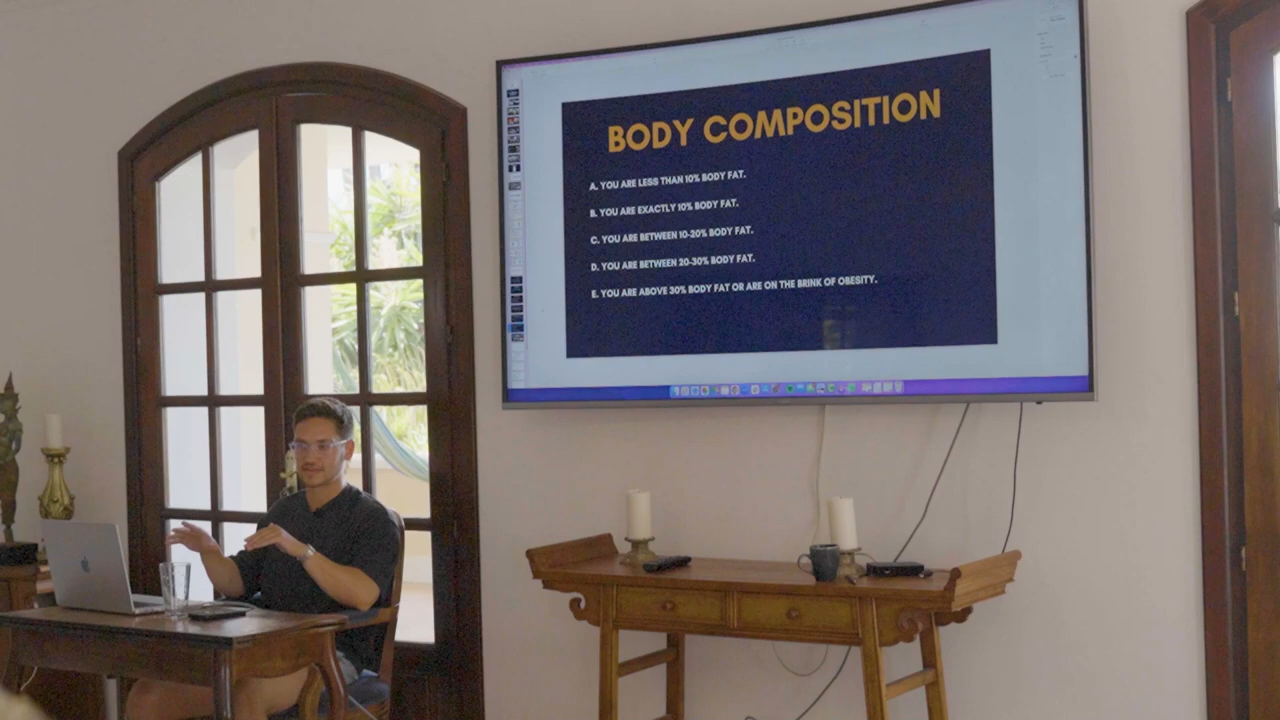 BODY COMPOSITION
A. YOU ARE LESS THAN 10% BODY FAT.
B. YOU ARE EXACTLY 10% BODY FAT.
C. YOU ARE BETWEEN 10-20% BODY FAT.
D. YOU ARE BETWEEN 20-30% BODY FAT.
E. YOU ARE ABOVE 30% BODY FAT OR ARE ON THE BRINK OF OBESITY.